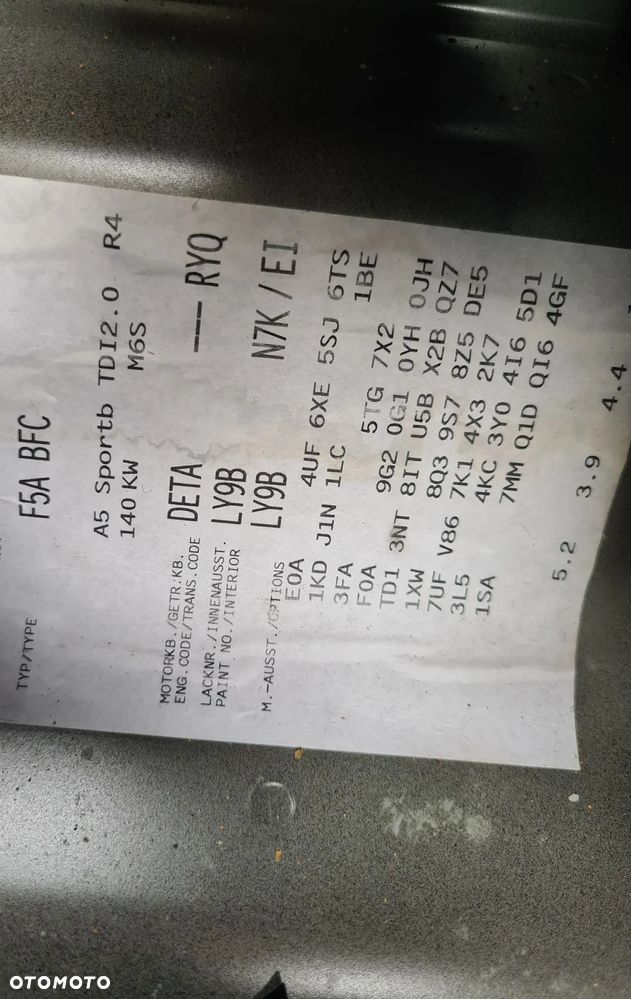 TYP/TYPE F5A BFC
A5 Sportb TDI2.0 R4
140 KW M6S
MOTORKB./GETR.KB.
ENG.CODE/TRANS.CODE DETA --- RYQ
LACKNR./INNENAUSST.
PAINT NO./INTERIOR LY9B
LY9B N7K / EI
M.-AUSST./OPTIONS
E0A 4UF 6XE 5SJ 6TS
1KD J1N 1LC 1BE
3FA
F0A 5TG 7X2
TD1 9G2 0G1 0YH 0JH
1XW 3NT 8IT U5B X2B QZ7
7UF 8Q3 9S7 8Z5 DE5
3L5 V86 7K1 4X3 2K7
1SA 4KC 3Y0 4I6 5D1
7MM Q1D QI6 4GF
5.2 3.9 4.4
OTOMOTO